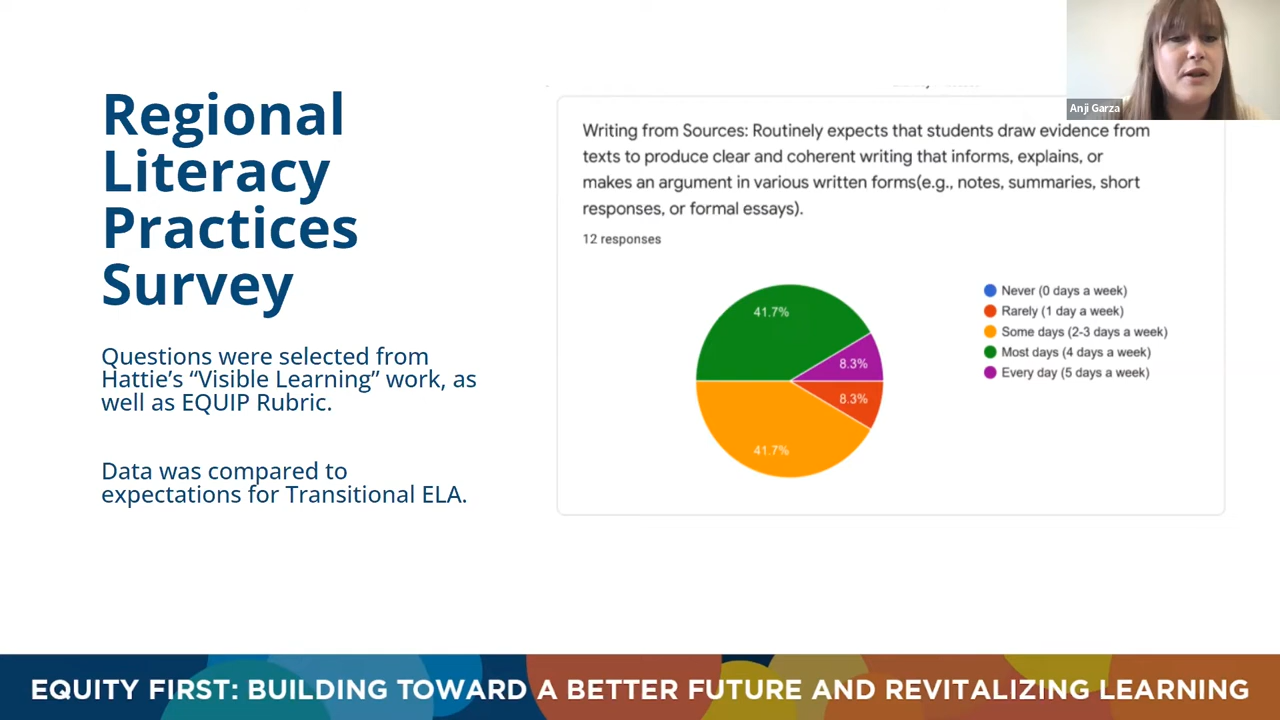 Regional
Literacy
Practices
Survey
Questions were selected from
Hattie's “Visible Learning” work, as
well as EQUIP Rubric.
Data was compared to
expectations for Transitional ELA.
Anji Garza
Writing from Sources: Routinely expects that students draw evidence from
texts to produce clear and coherent writing that informs, explains, or
makes an argument in various written forms(e.g., notes, summaries, short
responses, or formal essays).
12 responses
41.7%
8.3%
8.3%
41.7%
Never (0 days a week)
Rarely (1 day a week)
Some days (2-3 days a week)
Most days (4 days a week)
Every day (5 days a week)
EQUITY FIRST: BUILDING TOWARD A BETTER FUTURE AND REVITALIZING LEARNING